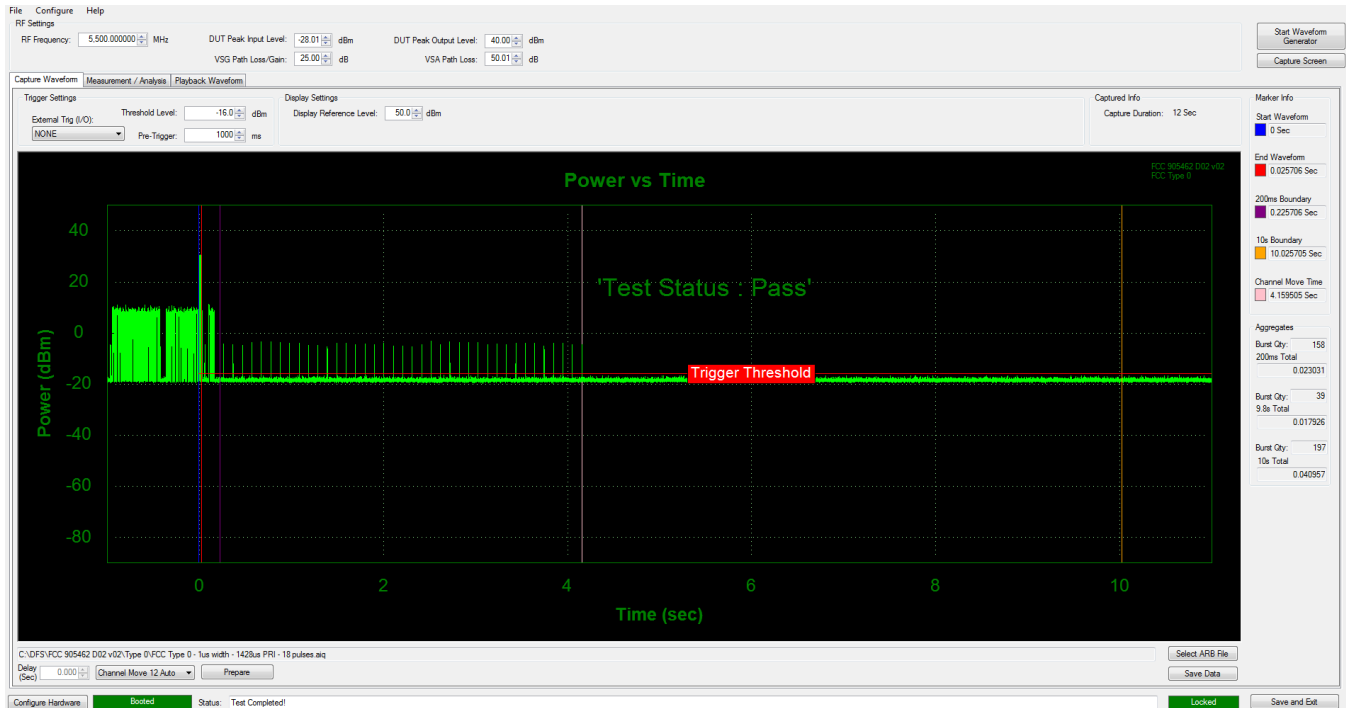 File Configure Help
RF Settings
RF Frequency: 5,500.000000 MHz DUT Peak Input Level: -28.01 dBm DUT Peak Output Level: 40.00 dBm
VSG Path Loss/Gain: 25.00 dB VSA Path Loss: 50.01 dB
Start Waveform
Generator
Capture Screen
Capture Waveform Measurement / Analysis Playback Waveform
Trigger Settings
External Trig (I/O):
NONE
Threshold Level: -16.0 dBm
Pre-Trigger: 1000 ms
Display Settings
Display Reference Level: 50.0 dBm
Captured Info
Capture Duration: 12 Sec
Marker Info
Start Waveform
0 Sec
End Waveform
0.025706 Sec
200ms Boundary
0.225706 Sec
10s Boundary
10.025705 Sec
Channel Move Time
4.159505 Sec
Aggregates
Burst Qty: 158
200ms Total
0.023031
Burst Qty: 39
9.8s Total
0.017926
Burst Qty: 197
10s Total
0.040957
Power vs Time
FCC 905462 D02 v02
FCC Type 0
'Test Status : Pass'
Trigger Threshold
Power (dBm)
40
20
0
-20
-40
-60
-80
0 2 4 6 8 10
Time (sec)
C:\DFS\FCC 905462 D02 v02\Type 0\FCC Type 0 - 1us width - 1428us PRI - 18 pulses.aiq
Select ARB File
Delay
(Sec) 0.000 Channel Move 12 Auto Prepare
Save Data
Configure Hardware Booted Status: Test Completed! Locked Save and Exit